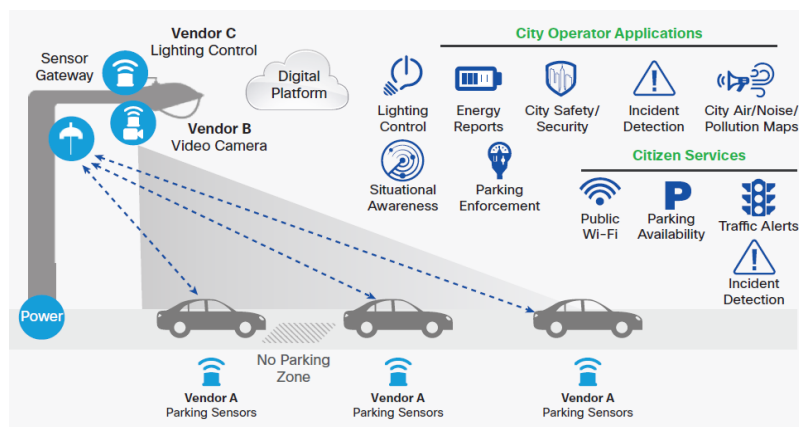 Vendor C
Lighting Control
Sensor
Gateway
Digital
Platform
Vendor B
Video Camera
Power
No Parking
Zone
Vendor A
Parking Sensors
Vendor A
Parking Sensors
Vendor A
Parking Sensors
City Operator Applications
Lighting
Control
Energy
Reports
City Safety/
Security
Incident
Detection
City Air/Noise/
Pollution Maps
Situational
Awareness
Parking
Enforcement
Citizen Services
Public
Wi-Fi
P
Parking
Availability
Traffic Alerts
Incident
Detection